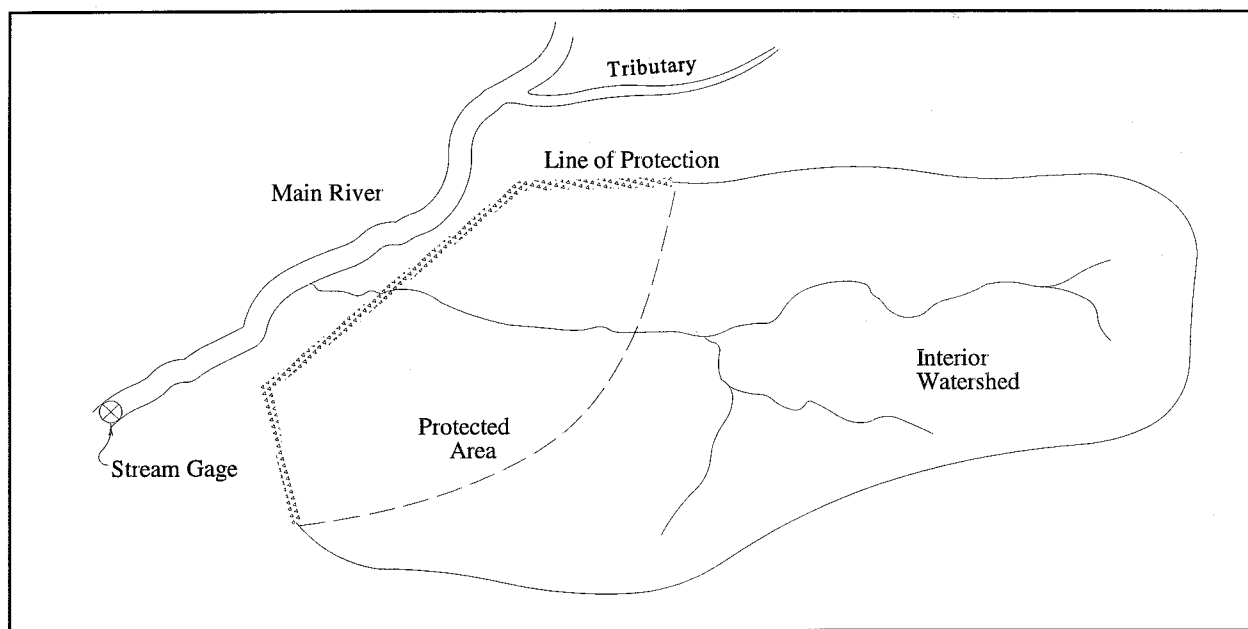 Tributary
Line of Protection
Main River
Interior
Watershed
Protected
Area
Stream Gage